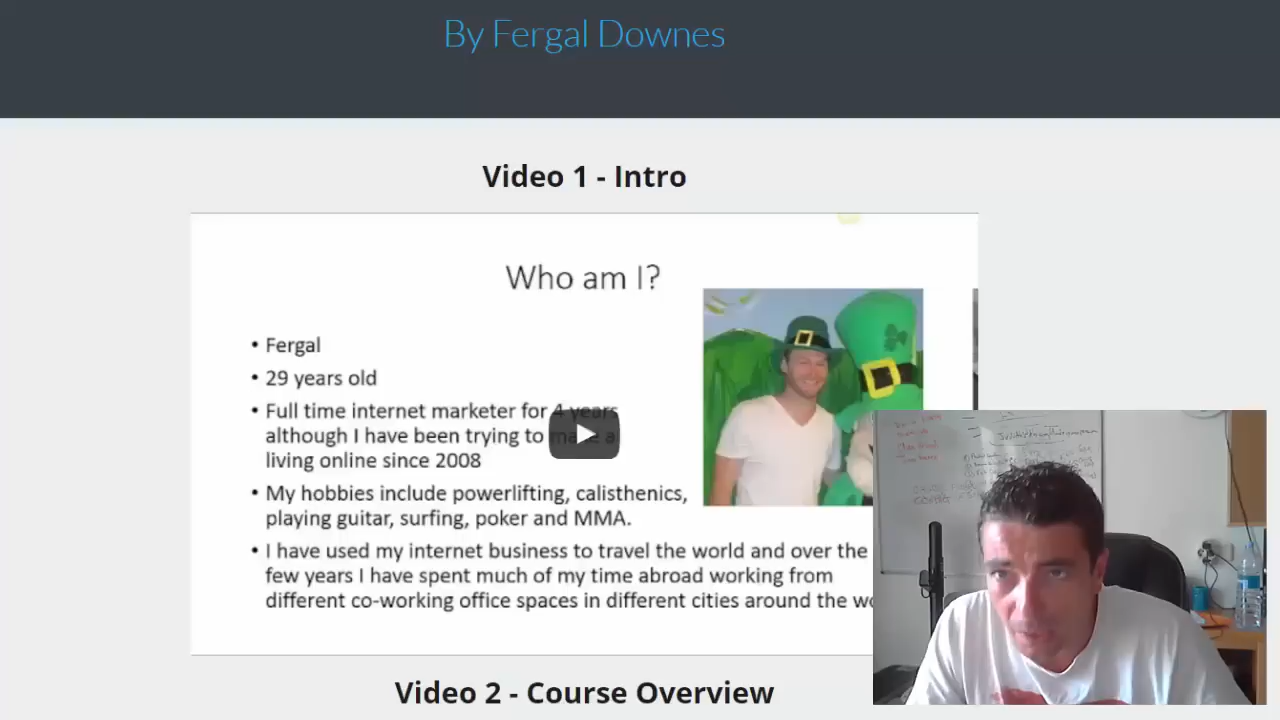 By Fergal Downes
Video 1 - Intro
Who am I?
• Fergal
• 29 years old
• Full time internet marketer for 4 years
although I have been trying to make a
living online since 2008
• My hobbies include powerlifting, calisthenics,
playing guitar, surfing, poker and MMA.
• I have used my internet business to travel the world and over the
few years I have spent much of my time abroad working from
different co-working office spaces in different cities around the
Video 2 - Course Overview